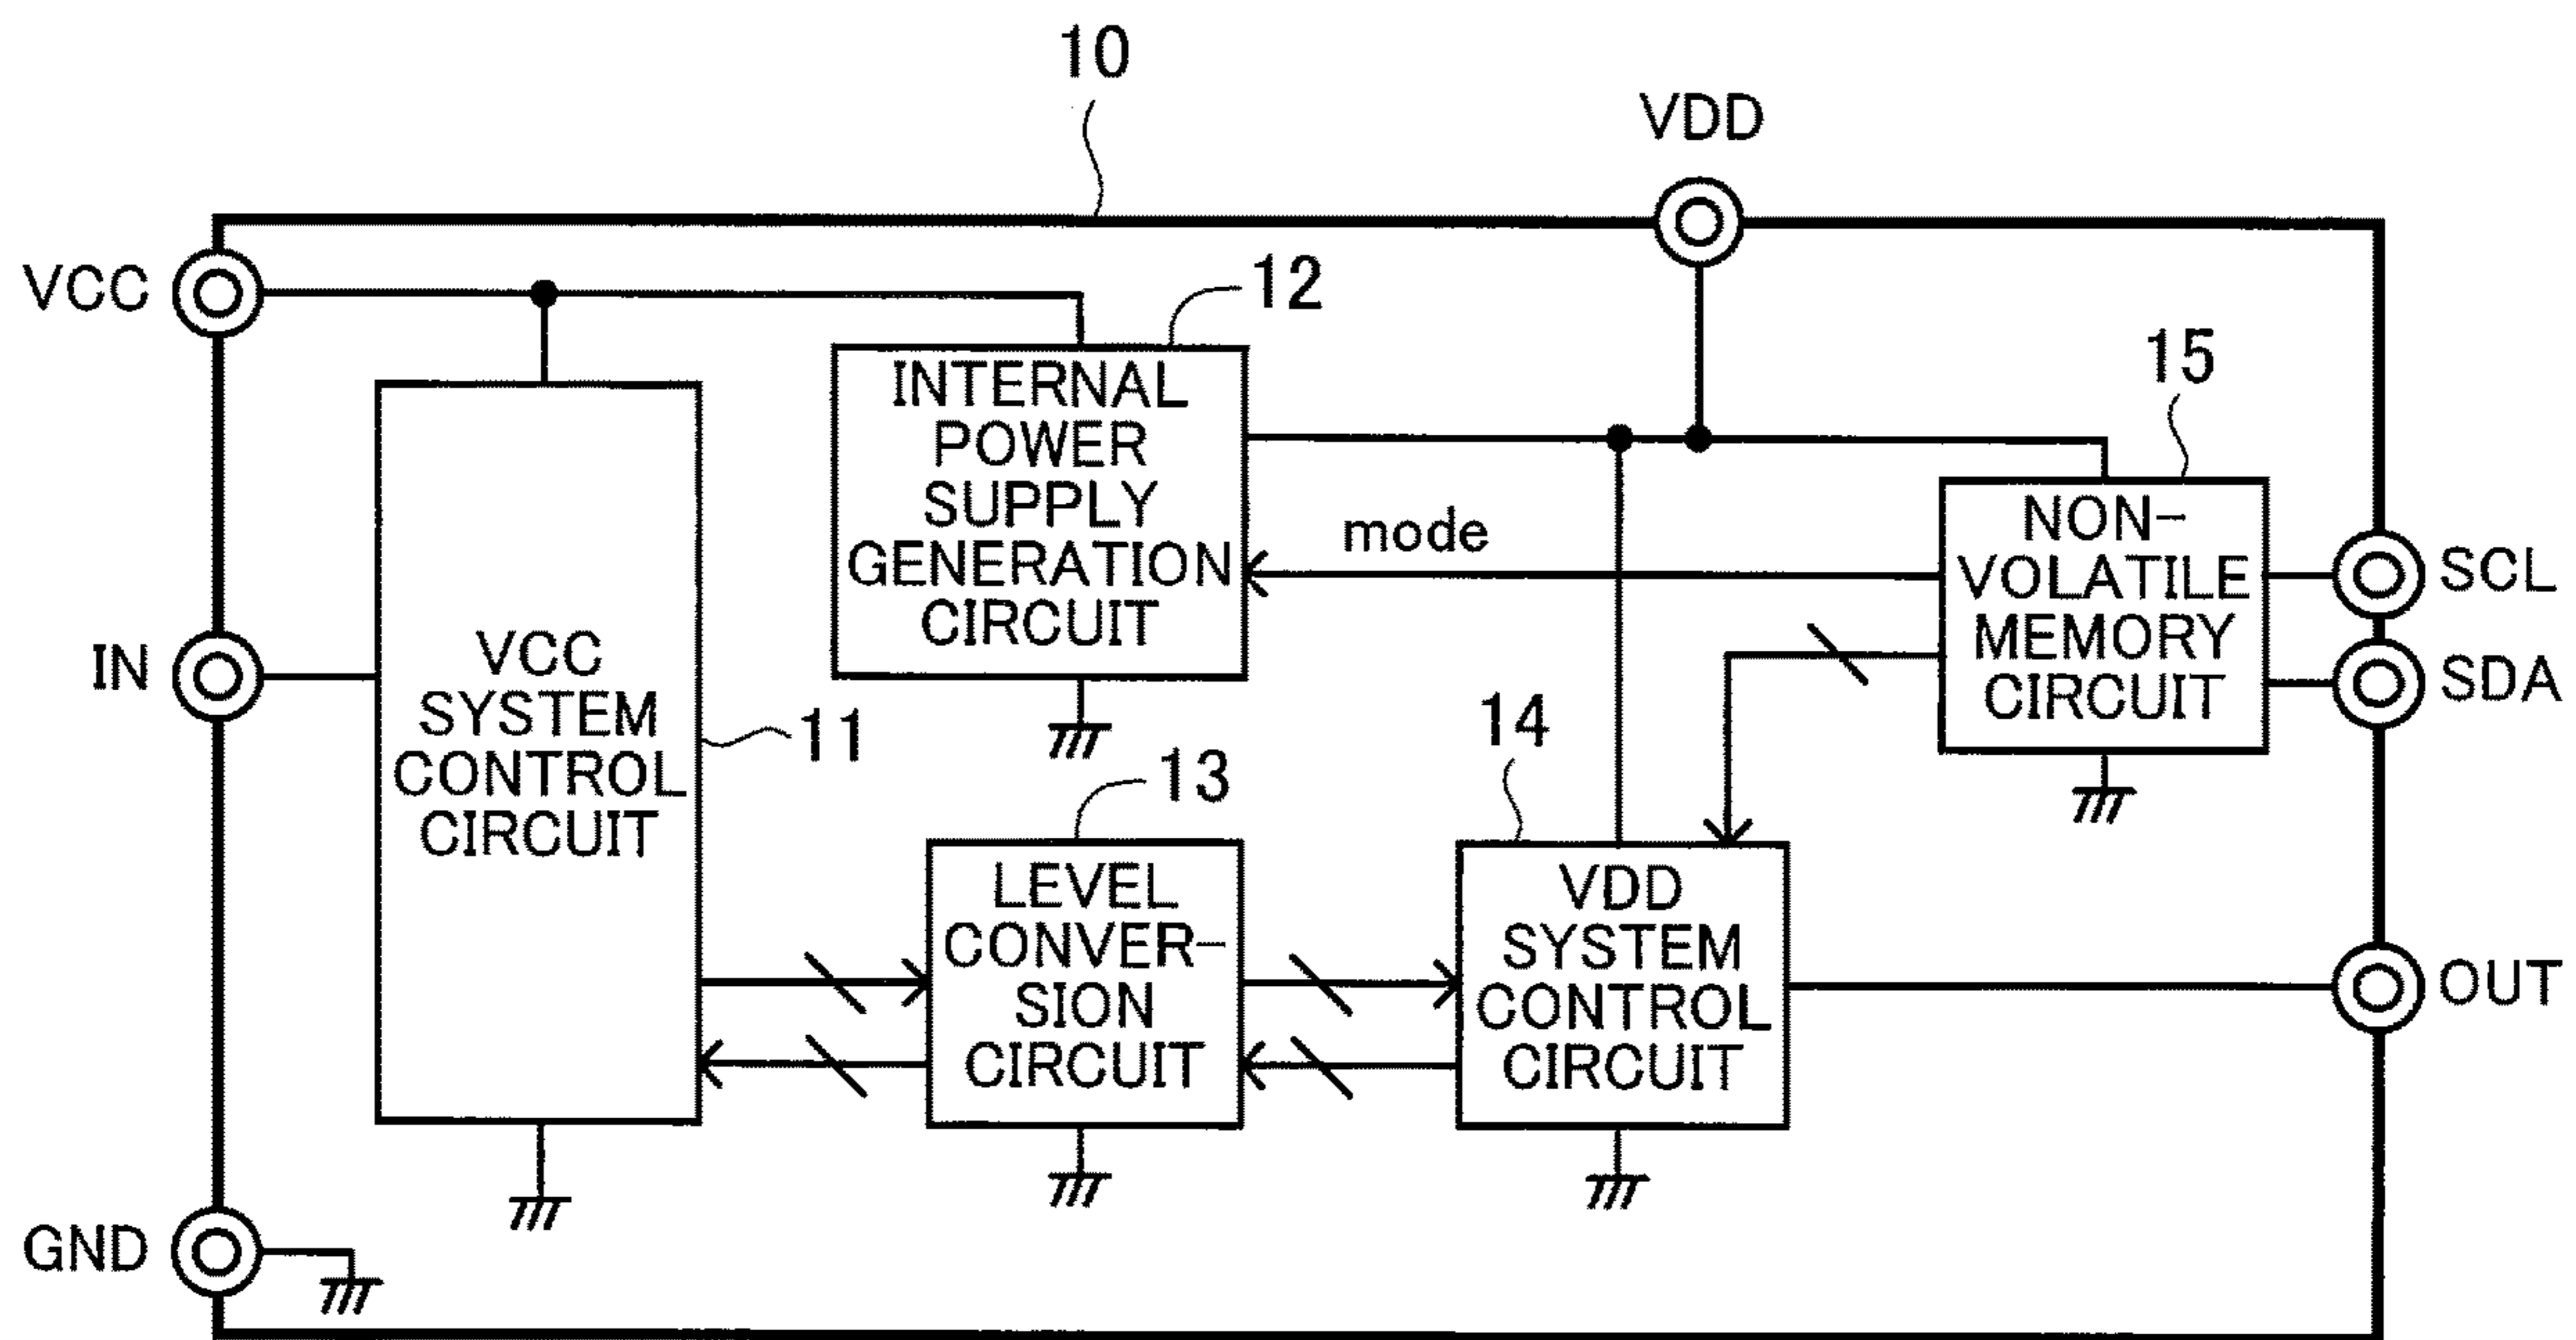 10
VDD
VCC
12
INTERNAL
POWER
SUPPLY
GENERATION
CIRCUIT
15
NON-
VOLATILE
MEMORY
CIRCUIT
mode
SCL
SDA
IN
VCC
SYSTEM
CONTROL
CIRCUIT
11
13
LEVEL
CONVER-
SION
CIRCUIT
14
VDD
SYSTEM
CONTROL
CIRCUIT
OUT
GND